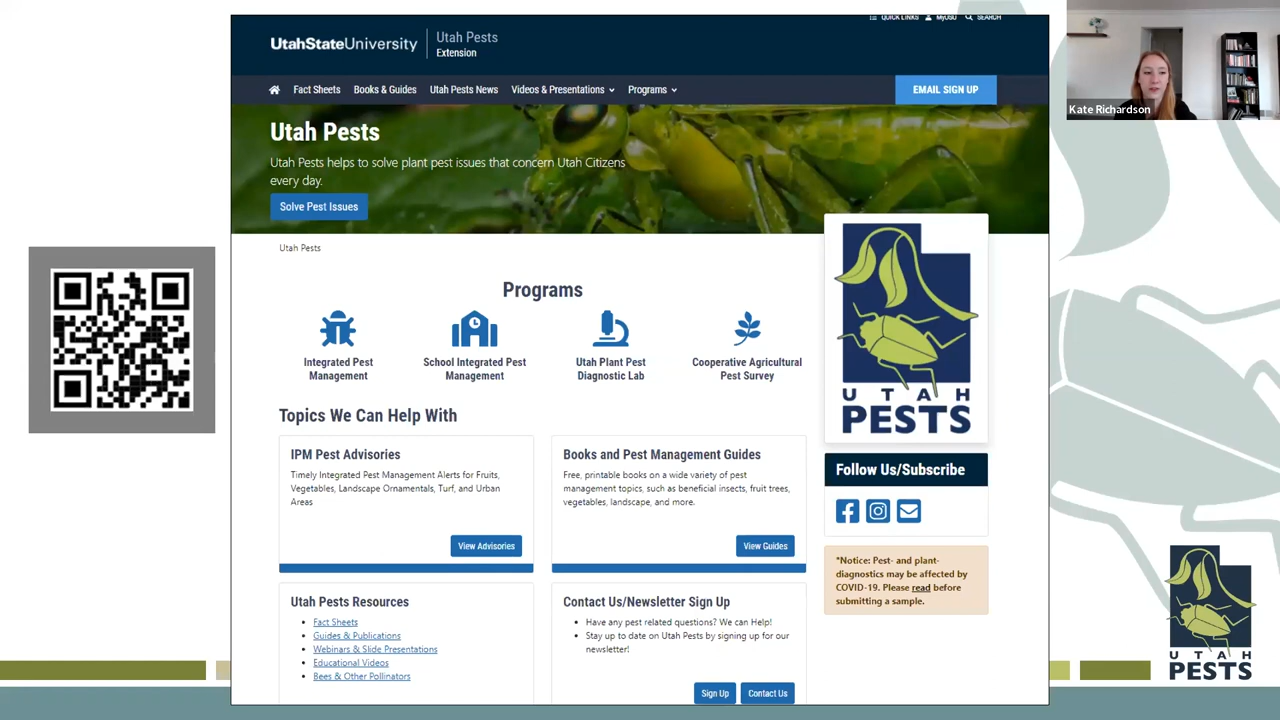 QUICK LINKS MyUSU SEARCH
UtahStateUniversity
Utah Pests
Extension
Kate Richardson
Fact Sheets Books & Guides Utah Pests News Videos & Presentations Programs EMAIL SIGN UP
Utah Pests
Utah Pests helps to solve plant pest issues that concern Utah Citizens
every day.
Solve Pest Issues
Utah Pests
Programs
Integrated Pest
Management
School Integrated Pest
Management
Utah Plant Pest
Diagnostic Lab
Cooperative Agricultural
Pest Survey
UTAH
PESTS
Topics We Can Help With
IPM Pest Advisories
Timely Integrated Pest Management Alerts for Fruits,
Vegetables, Landscape Ornamentals, Turf, and Urban
Areas
View Advisories
Books and Pest Management Guides
Free, printable books on a wide variety of pest
management topics, such as beneficial insects, fruit trees,
vegetables, landscape, and more.
View Guides
Follow Us/Subscribe
*Notice: Pest- and plant-
diagnostics may be affected by
COVID-19. Please read before
submitting a sample.
Utah Pests Resources
Fact Sheets
Guides & Publications
Webinars & Slide Presentations
Educational Videos
Bees & Other Pollinators
Contact Us/Newsletter Sign Up
Have any pest related questions? We can Help!
Stay up to date on Utah Pests by signing up for our
newsletter!
Sign Up Contact Us
UTAH
PESTS